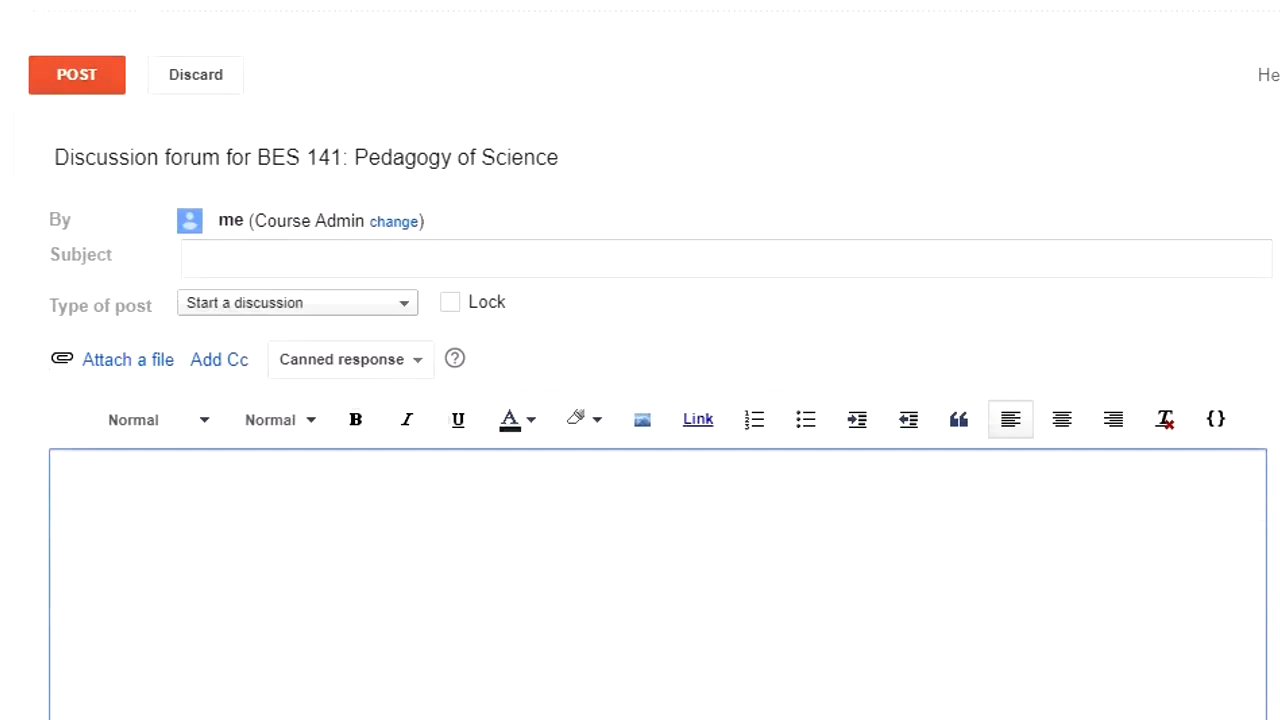 POST Discard He
Discussion forum for BES 141: Pedagogy of Science
By me (Course Admin change)
Subject
Type of post Start a discussion Lock
Attach a file Add Cc Canned response ?
Normal Normal B I U A Link T {}